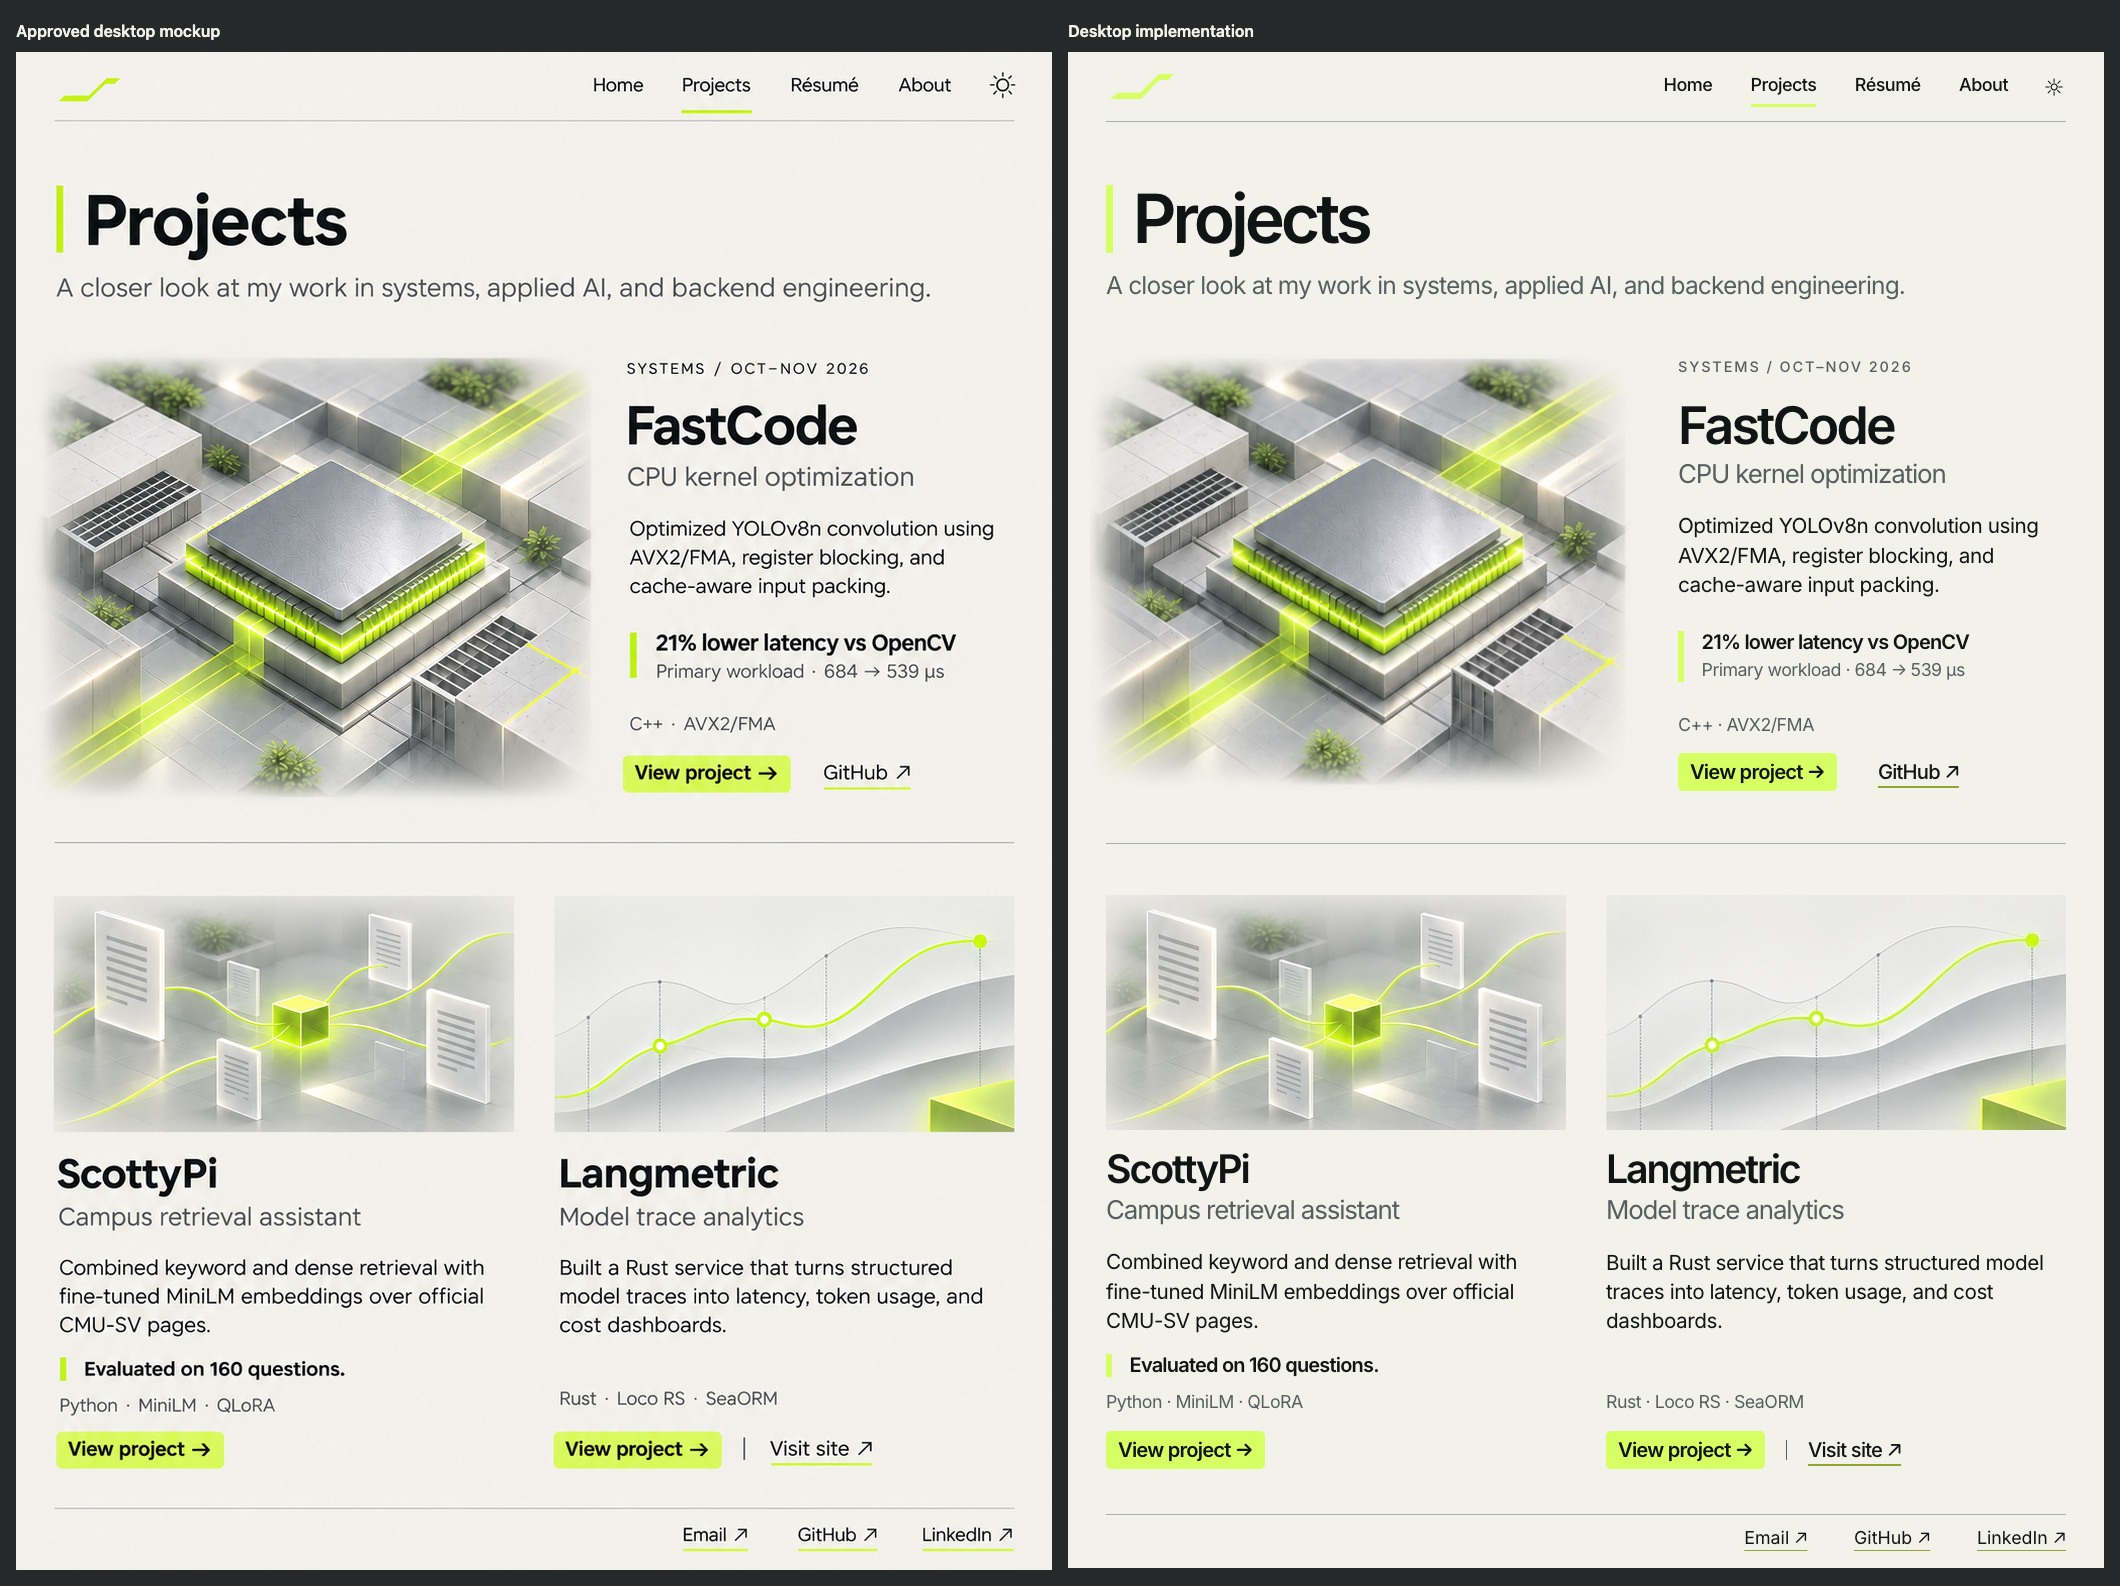 Approved desktop mockup
Home Projects Résumé About
Projects
A closer look at my work in systems, applied AI, and backend engineering.
SYSTEMS / OCT–NOV 2026
FastCode
CPU kernel optimization
Optimized YOLOv8n convolution using
AVX2/FMA, register blocking, and
cache-aware input packing.
21% lower latency vs OpenCV
Primary workload · 684 → 539 µs
C++ · AVX2/FMA
View project → GitHub ↗
ScottyPi
Campus retrieval assistant
Combined keyword and dense retrieval with
fine-tuned MiniLM embeddings over official
CMU-SV pages.
Evaluated on 160 questions.
Python · MiniLM · QLoRA
View project →
Langmetric
Model trace analytics
Built a Rust service that turns structured
model traces into latency, token usage, and
cost dashboards.
Rust · Loco RS · SeaORM
View project → | Visit site ↗
Email ↗ GitHub ↗ LinkedIn ↗
Desktop implementation
Home Projects Résumé About
Projects
A closer look at my work in systems, applied AI, and backend engineering.
SYSTEMS / OCT–NOV 2026
FastCode
CPU kernel optimization
Optimized YOLOv8n convolution using
AVX2/FMA, register blocking, and
cache-aware input packing.
21% lower latency vs OpenCV
Primary workload · 684 → 539 µs
C++ · AVX2/FMA
View project → GitHub ↗
ScottyPi
Campus retrieval assistant
Combined keyword and dense retrieval with
fine-tuned MiniLM embeddings over official
CMU-SV pages.
Evaluated on 160 questions.
Python · MiniLM · QLoRA
View project →
Langmetric
Model trace analytics
Built a Rust service that turns structured model
traces into latency, token usage, and cost
dashboards.
Rust · Loco RS · SeaORM
View project → | Visit site ↗
Email ↗ GitHub ↗ LinkedIn ↗